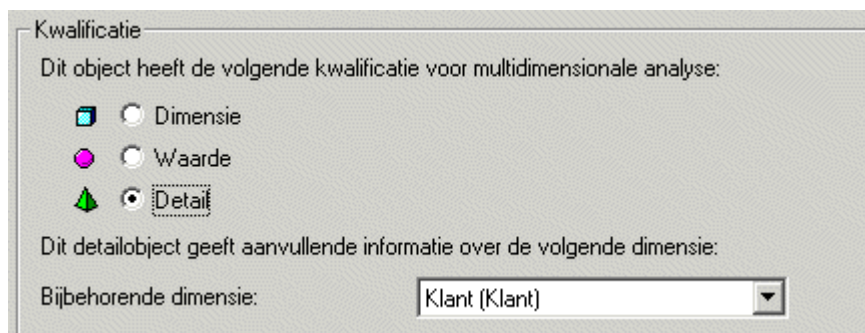 Kwalificatie
Dit object heeft de volgende kwalificatie voor multidimensionale analyse:
Dimensie
Waarde
Detail
Dit detailobject geeft aanvullende informatie over de volgende dimensie:
Bijbehorende dimensie: Klant (Klant)